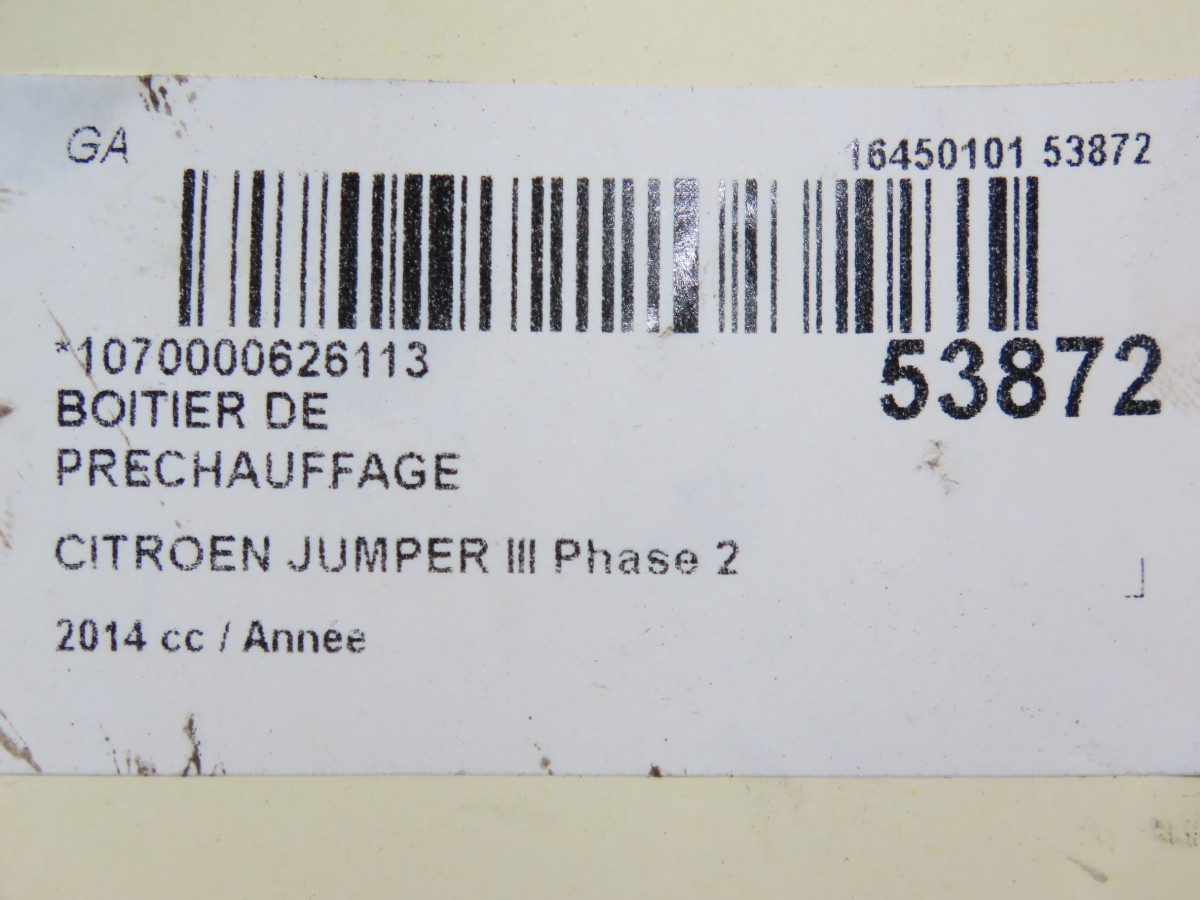 GA
16450101 53872
*1070000626113
53872
BOITIER DE
PRECHAUFFAGE
CITROEN JUMPER III Phase 2
2014 cc / Année